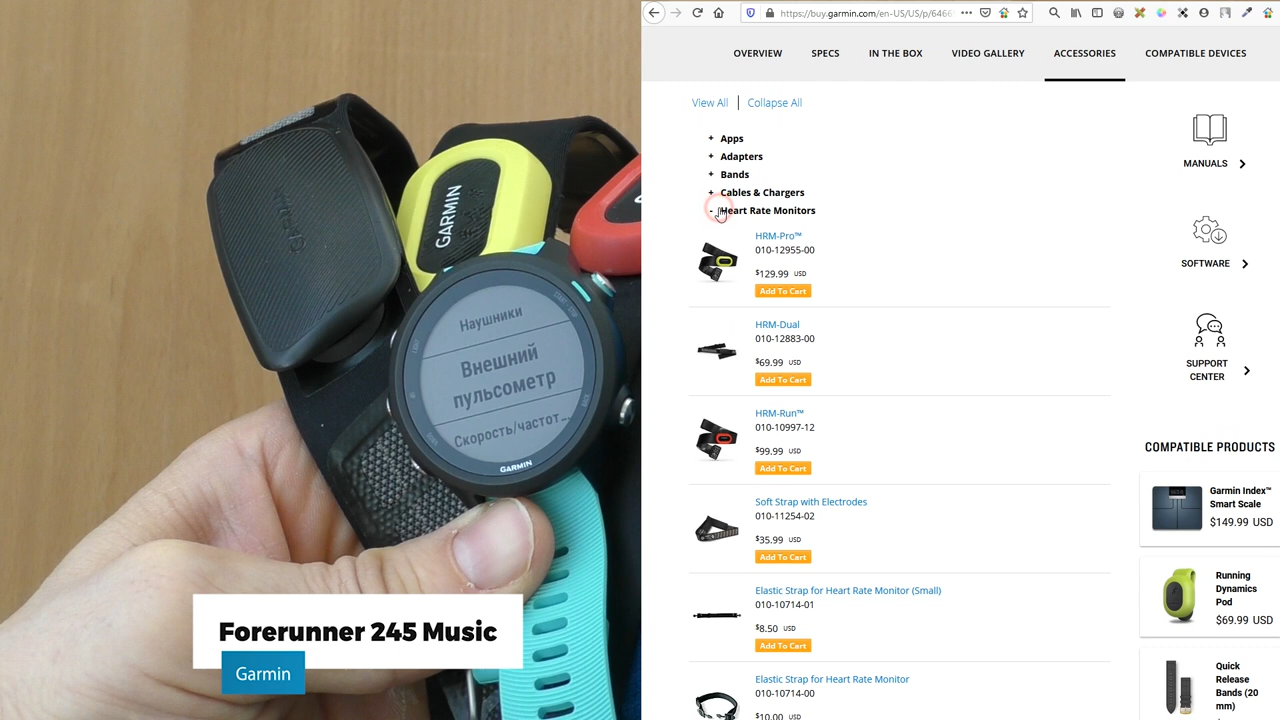 GARMIN
Наушники
Внешний
пульсометр
Скорость/частот...
GARMIN
Forerunner 245 Music
Garmin
https://buy.garmin.com/en-US/US/p/6466
OVERVIEW
SPECS
IN THE BOX
VIDEO GALLERY
ACCESSORIES
COMPATIBLE DEVICES
View All
Collapse All
+ Apps
+ Adapters
+ Bands
+ Cables & Chargers
- Heart Rate Monitors
HRM-Pro™
010-12955-00
$129.99 USD
Add To Cart
HRM-Dual
010-12883-00
$69.99 USD
Add To Cart
HRM-Run™
010-10997-12
$99.99 USD
Add To Cart
Soft Strap with Electrodes
010-11254-02
$35.99 USD
Add To Cart
Elastic Strap for Heart Rate Monitor (Small)
010-10714-01
$8.50 USD
Add To Cart
Elastic Strap for Heart Rate Monitor
010-10714-00
$10.00 USD
MANUALS
SOFTWARE
SUPPORT
CENTER
COMPATIBLE PRODUCTS
Garmin Index™
Smart Scale
$149.99 USD
Running
Dynamics
Pod
$69.99 USD
Quick
Release
Bands (20
mm)